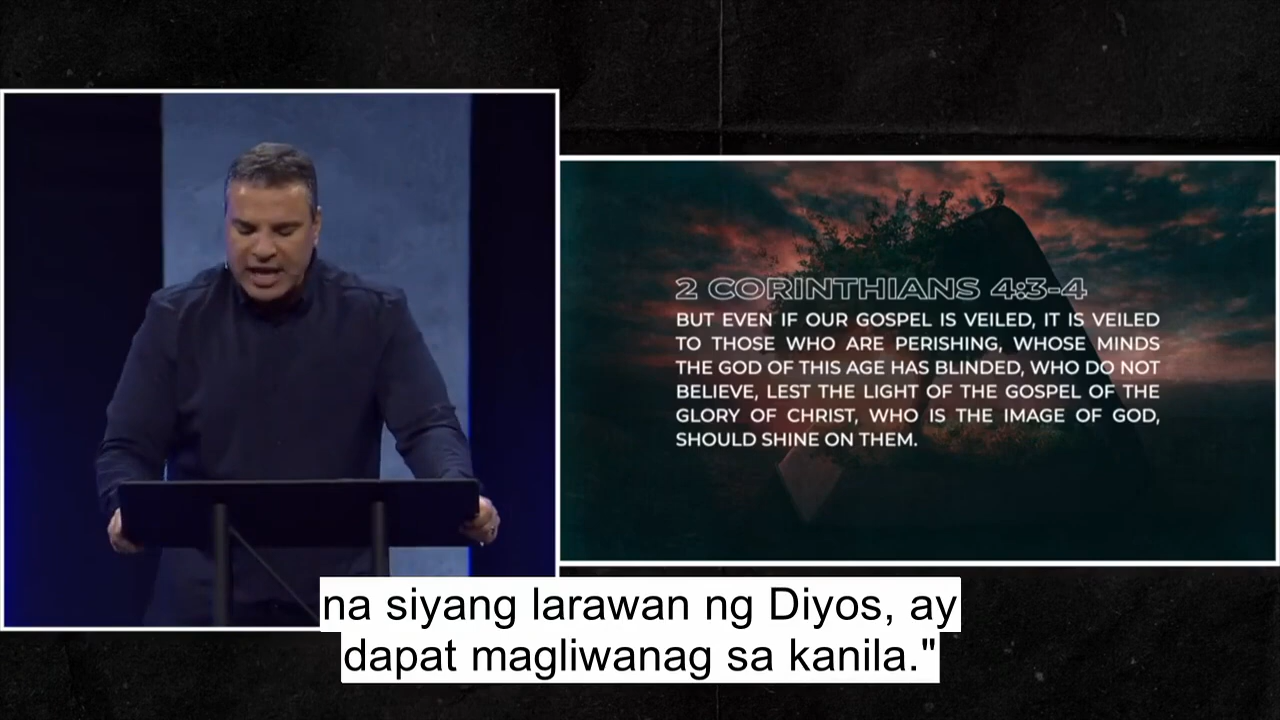 2 CORINTHIANS 4:3-4
BUT EVEN IF OUR GOSPEL IS VEILED, IT IS VEILED
TO THOSE WHO ARE PERISHING, WHOSE MINDS
THE GOD OF THIS AGE HAS BLINDED, WHO DO NOT
BELIEVE, LEST THE LIGHT OF THE GOSPEL OF THE
GLORY OF CHRIST, WHO IS THE IMAGE OF GOD,
SHOULD SHINE ON THEM.
na siyang larawan ng Diyos, ay
dapat magliwanag sa kanila."